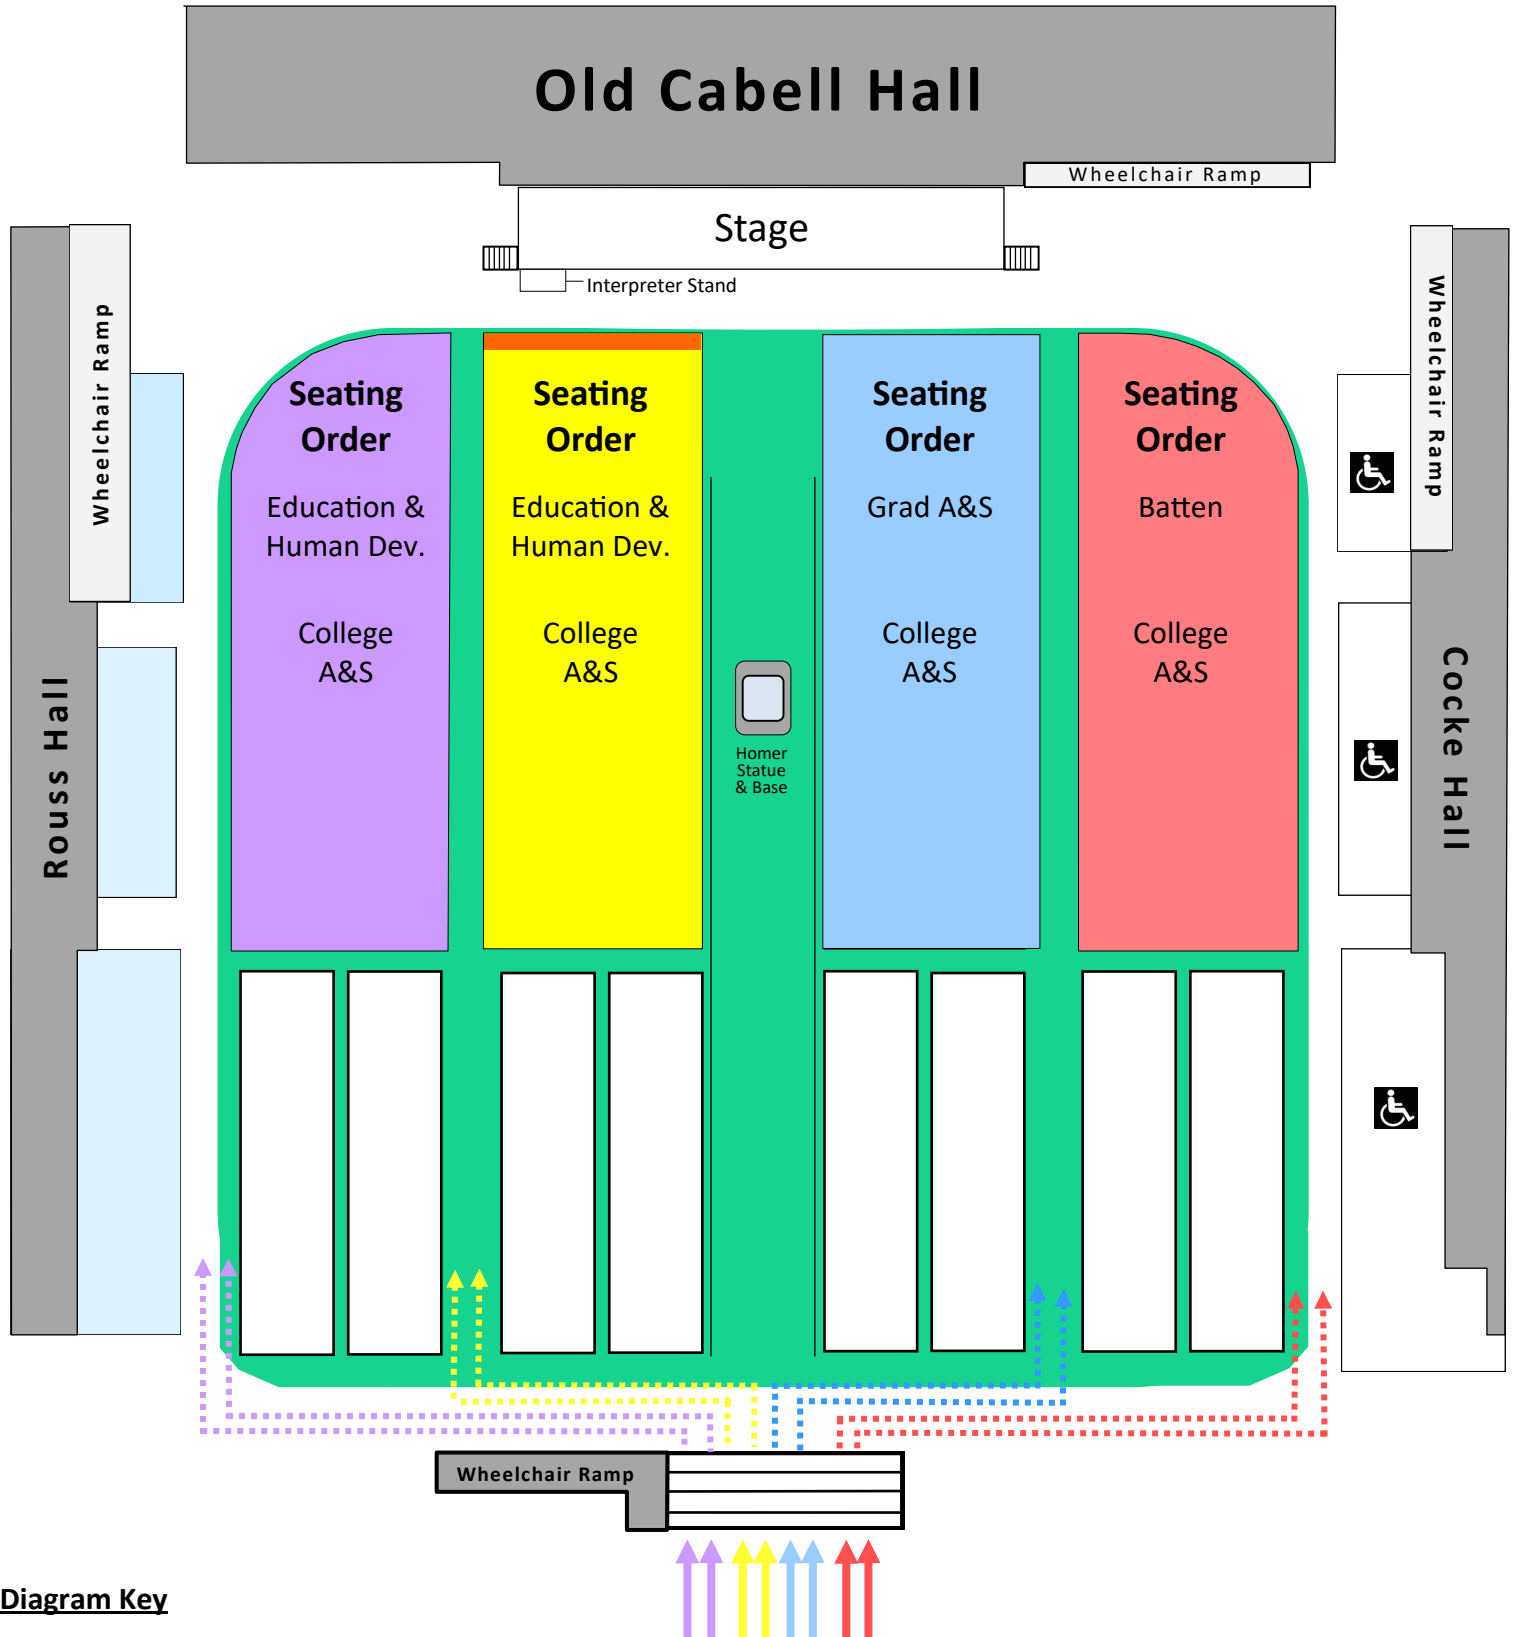 Old Cabell Hall
Wheelchair Ramp
Stage
Interpreter Stand
Wheelchair Ramp
Rouss Hall
Seating
Order
Education &
Human Dev.
College
A&S
Seating
Order
Education &
Human Dev.
College
A&S
Homer
Statue
& Base
Seating
Order
Grad A&S
College
A&S
Seating
Order
Batten
College
A&S
Wheelchair Ramp
Cocke Hall
Wheelchair Ramp
Diagram Key